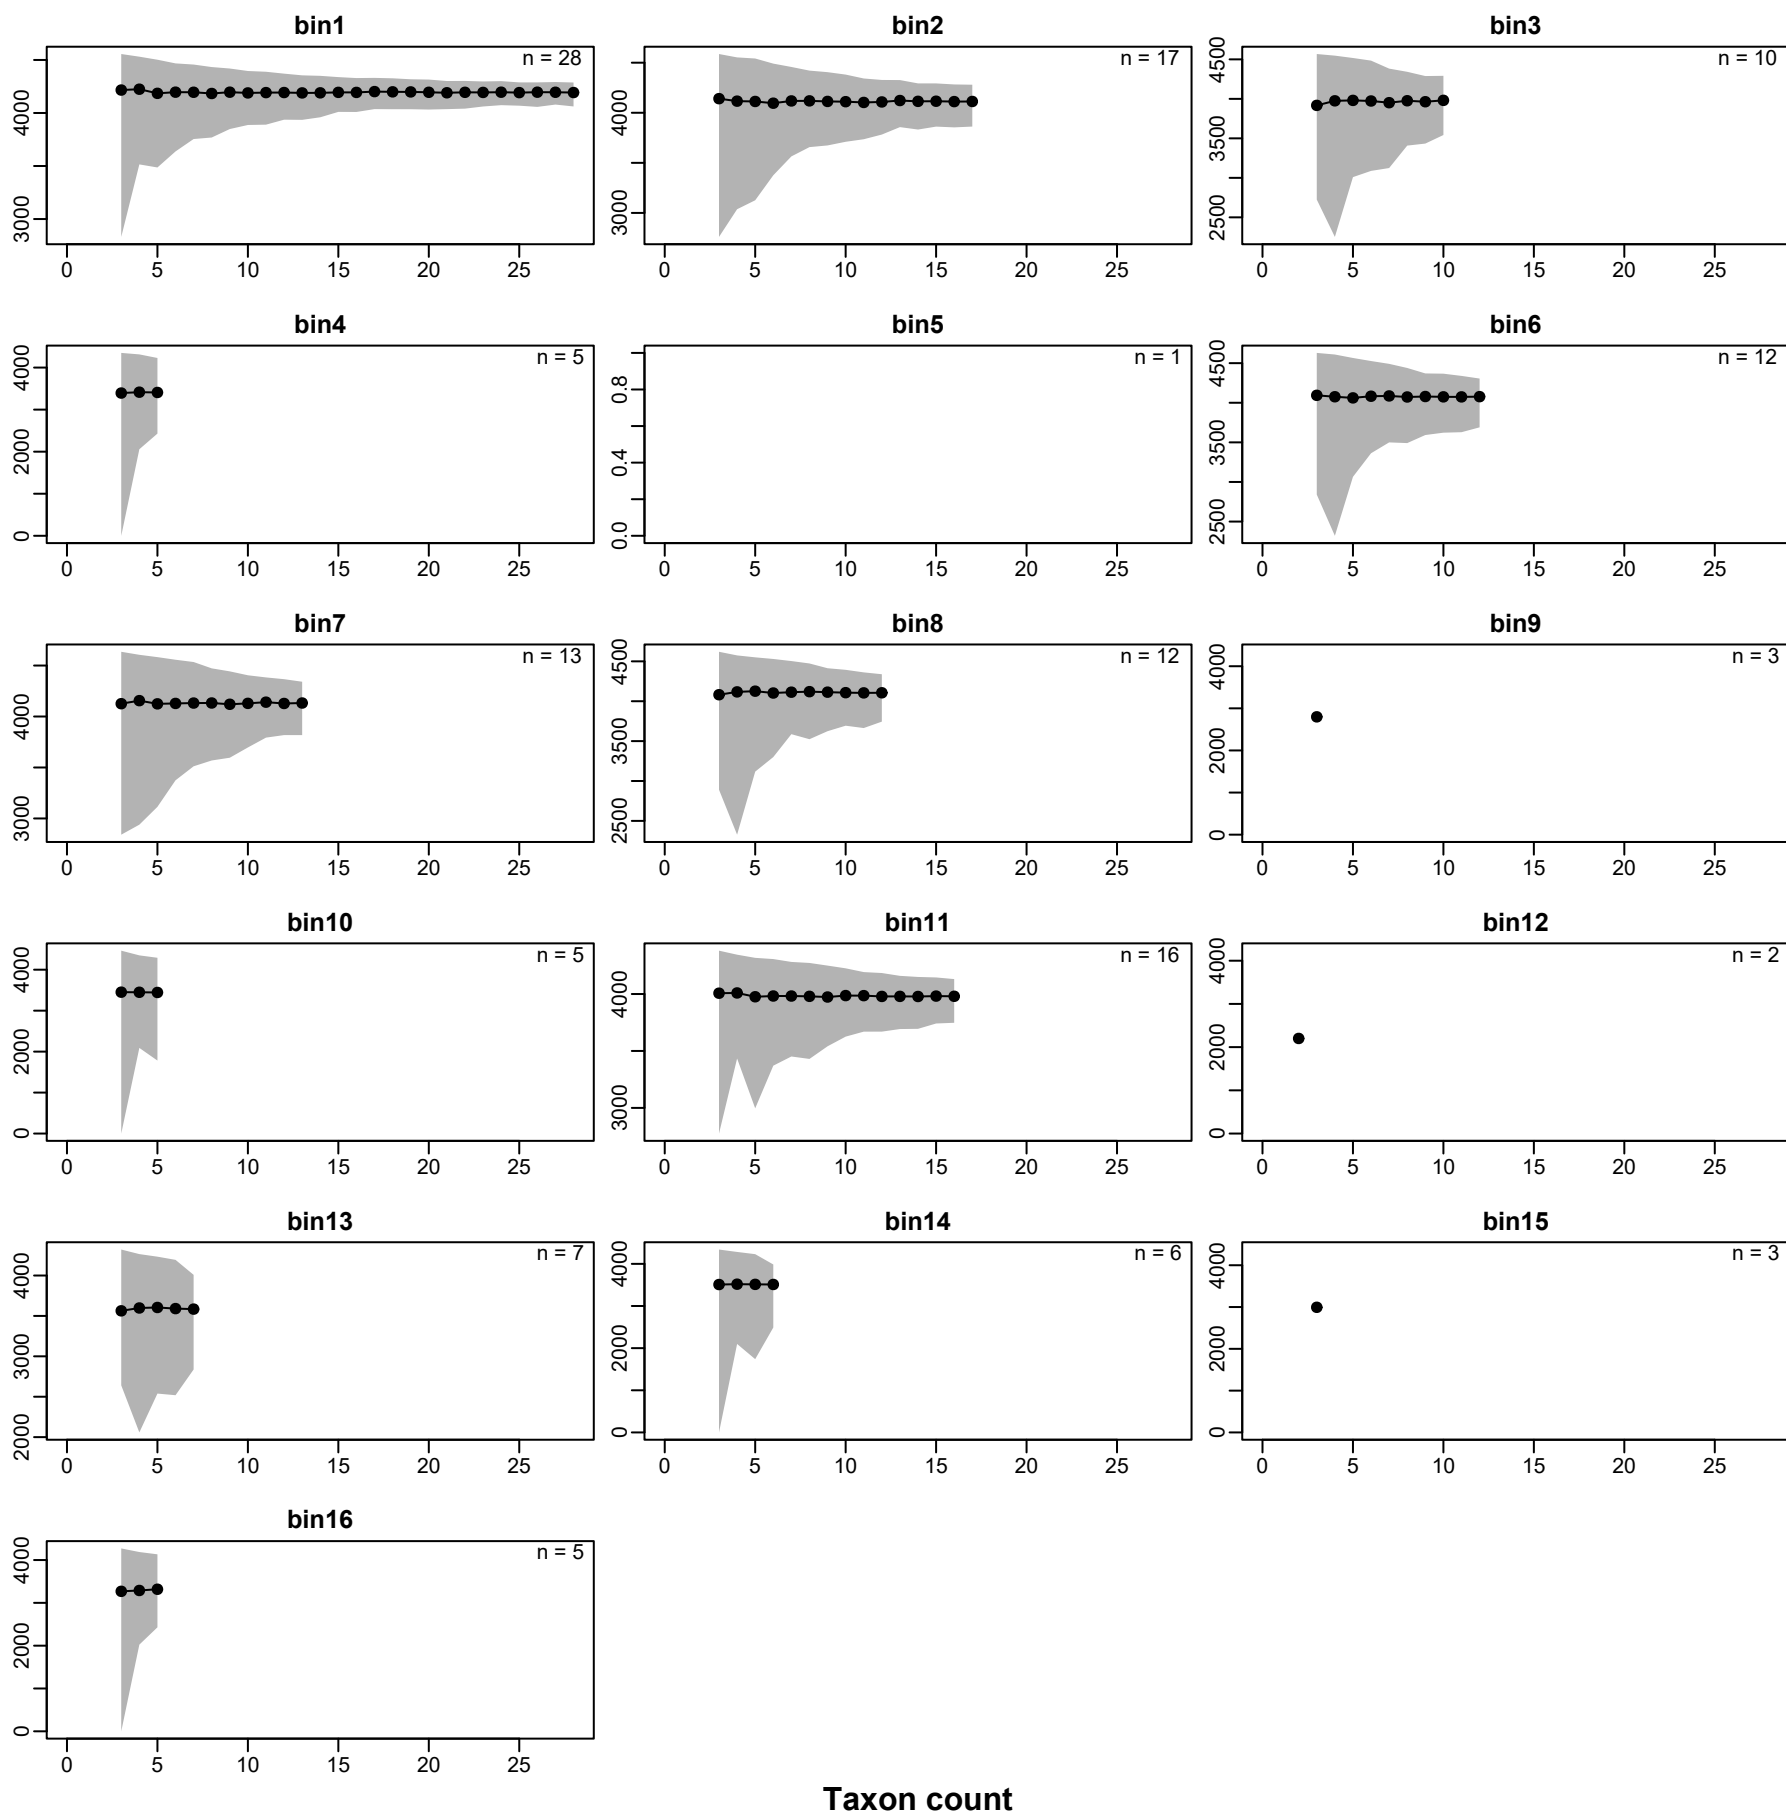 bin1
n = 28
3000 4000
0 5 10 15 20 25
bin2
n = 17
3000 4000
0 5 10 15 20 25
bin3
n = 10
2500 3500 4500
0 5 10 15 20 25
bin4
n = 5
0 2000 4000
0 5 10 15 20 25
bin5
n = 1
0.0 0.4 0.8
0 5 10 15 20 25
bin6
n = 12
2500 3500 4500
0 5 10 15 20 25
bin7
n = 13
3000 4000
0 5 10 15 20 25
bin8
n = 12
2500 3500 4500
0 5 10 15 20 25
bin9
n = 3
0 2000 4000
0 5 10 15 20 25
bin10
n = 5
0 2000 4000
0 5 10 15 20 25
bin11
n = 16
3000 4000
0 5 10 15 20 25
bin12
n = 2
0 2000 4000
0 5 10 15 20 25
bin13
n = 7
2000 3000 4000
0 5 10 15 20 25
bin14
n = 6
0 2000 4000
0 5 10 15 20 25
bin15
n = 3
0 2000 4000
0 5 10 15 20 25
bin16
n = 5
0 2000 4000
0 5 10 15 20 25
Taxon count